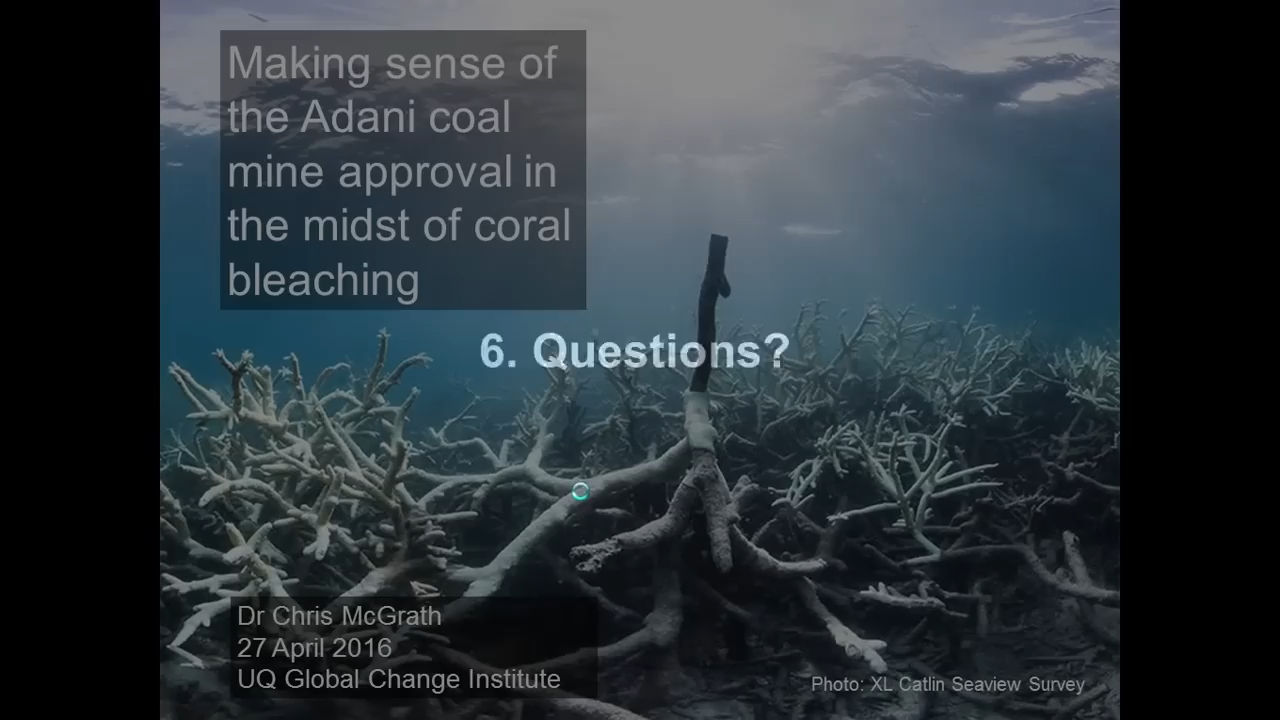 Making sense of
the Adani coal
mine approval in
the midst of coral
bleaching
6. Questions?
Dr Chris McGrath
27 April 2016
UQ Global Change Institute
Photo: XL Catlin Seaview Survey